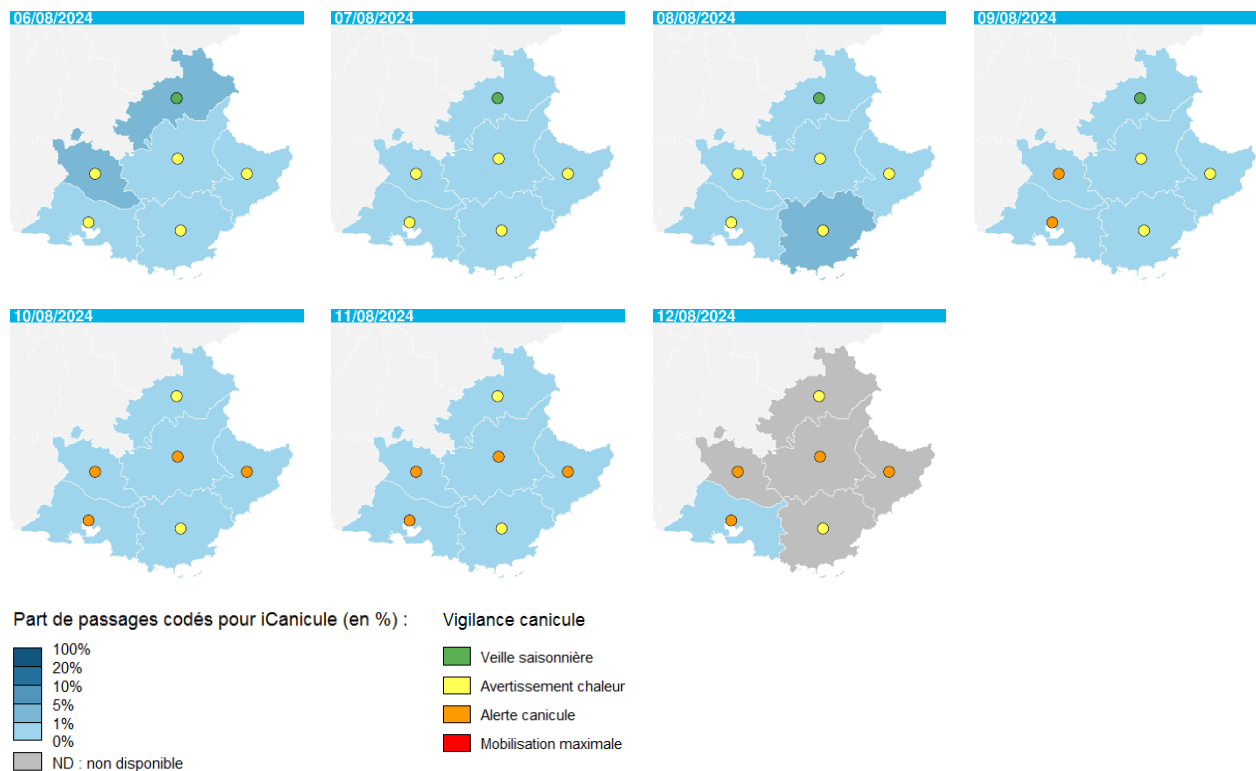 06/08/2024
07/08/2024
08/08/2024
09/08/2024
10/08/2024
11/08/2024
12/08/2024
Part de passages codés pour iCanicule (en %) :
100%
20%
10%
5%
1%
0%
ND : non disponible
Vigilance canicule
Veille saisonnière
Avertissement chaleur
Alerte canicule
Mobilisation maximale